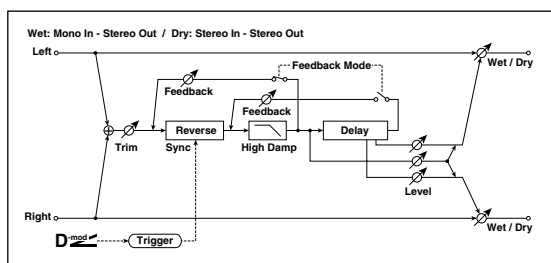 Wet: Mono In - Stereo Out / Dry: Stereo In - Stereo Out
Left
Wet / Dry
Feedback Mode
Feedback
Feedback
Trim
Reverse
Sync
High Damp
Delay
Level
Right
Wet / Dry
D-mod
Trigger